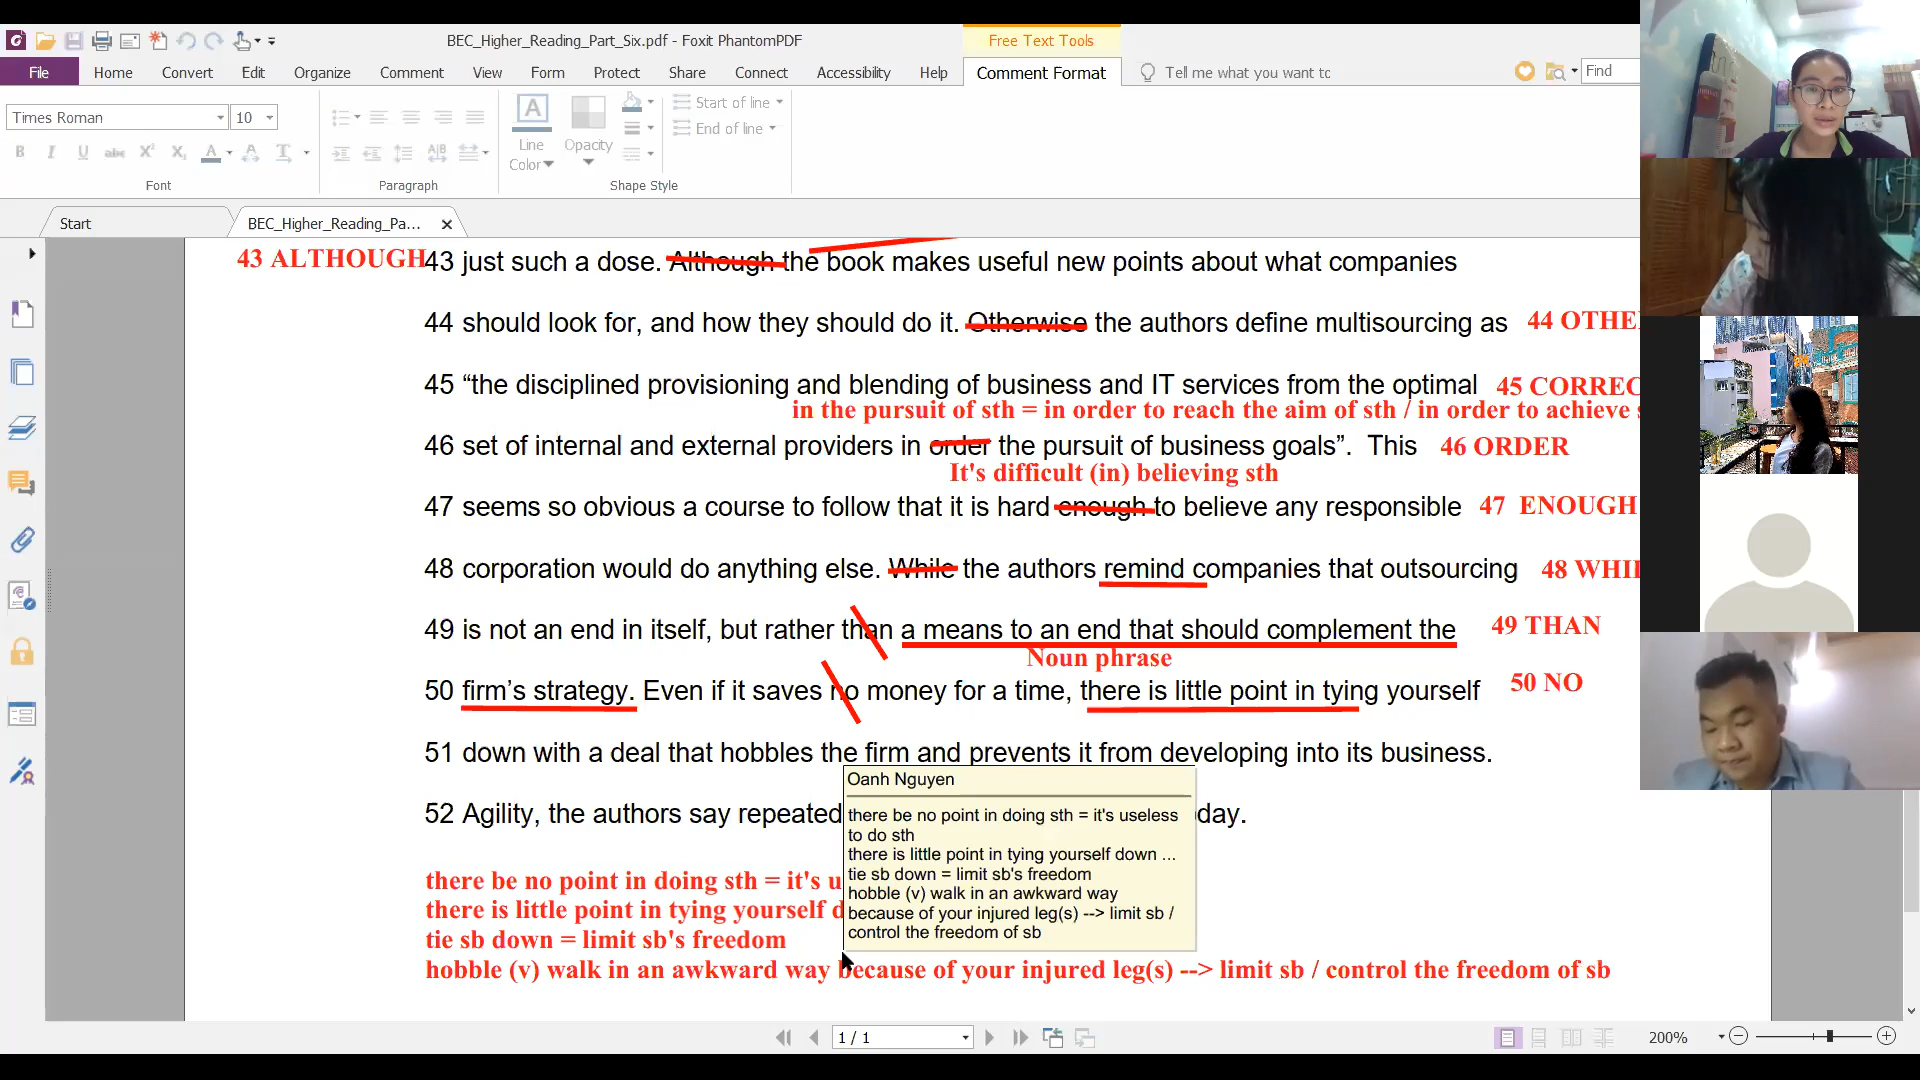 BEC_Higher_Reading_Part_Six.pdf - Foxit PhantomPDF
Free Text Tools
File Home Convert Edit Organize Comment View Form Protect Share Connect Accessibility Help Comment Format Tell me what you want to Find
Times Roman 10
Start of line
End of line
B I U abc X² X₂ A
Line
Color
Opacity
Font Paragraph Shape Style
Start BEC_Higher_Reading_Pa...
43 ALTHOUGH 43 just such a dose. Although the book makes useful new points about what companies
44 should look for, and how they should do it. Otherwise the authors define multisourcing as 44 OTHE
45 “the disciplined provisioning and blending of business and IT services from the optimal 45 CORREC
in the pursuit of sth = in order to reach the aim of sth / in order to achieve s
46 set of internal and external providers in order the pursuit of business goals”. This 46 ORDER
It's difficult (in) believing sth
47 seems so obvious a course to follow that it is hard enough to believe any responsible 47 ENOUGH
48 corporation would do anything else. While the authors remind companies that outsourcing 48 WHI
49 is not an end in itself, but rather than a means to an end that should complement the 49 THAN
Noun phrase
50 firm’s strategy. Even if it saves no money for a time, there is little point in tying yourself 50 NO
51 down with a deal that hobbles the firm and prevents it from developing into its business.
52 Agility, the authors say repeated day.
Oanh Nguyen
there be no point in doing sth = it's useless
to do sth
there is little point in tying yourself down ...
tie sb down = limit sb's freedom
hobble (v) walk in an awkward way
because of your injured leg(s) --> limit sb /
control the freedom of sb
there be no point in doing sth = it's u
there is little point in tying yourself d
tie sb down = limit sb's freedom
hobble (v) walk in an awkward way because of your injured leg(s) --> limit sb / control the freedom of sb
1 / 1
200%